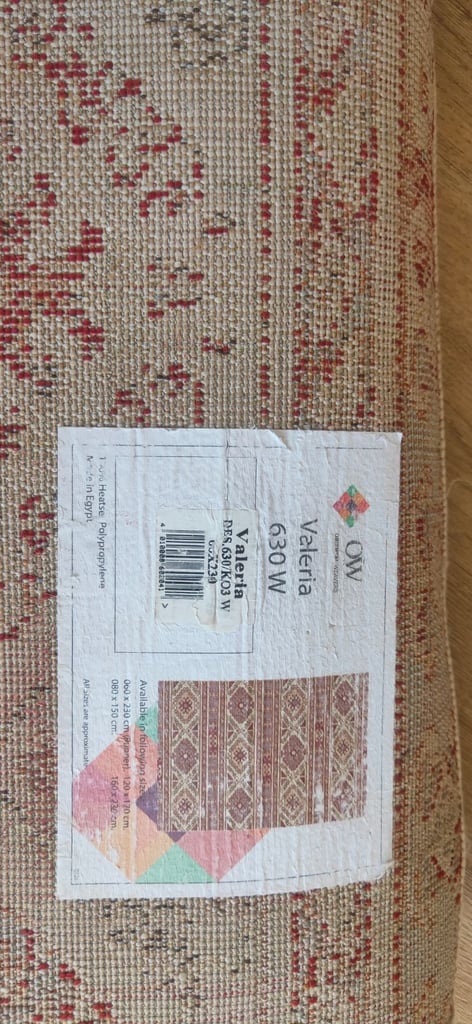 OW
Valeria
630 W
Valeria
DES.630/K03 W
Polypropylene
Made in Egypt
Available in following sizes
060 x 230 cm 120 x 170 cm.
080 x 150 cm. 160 x 230 cm.
All sizes are approximate